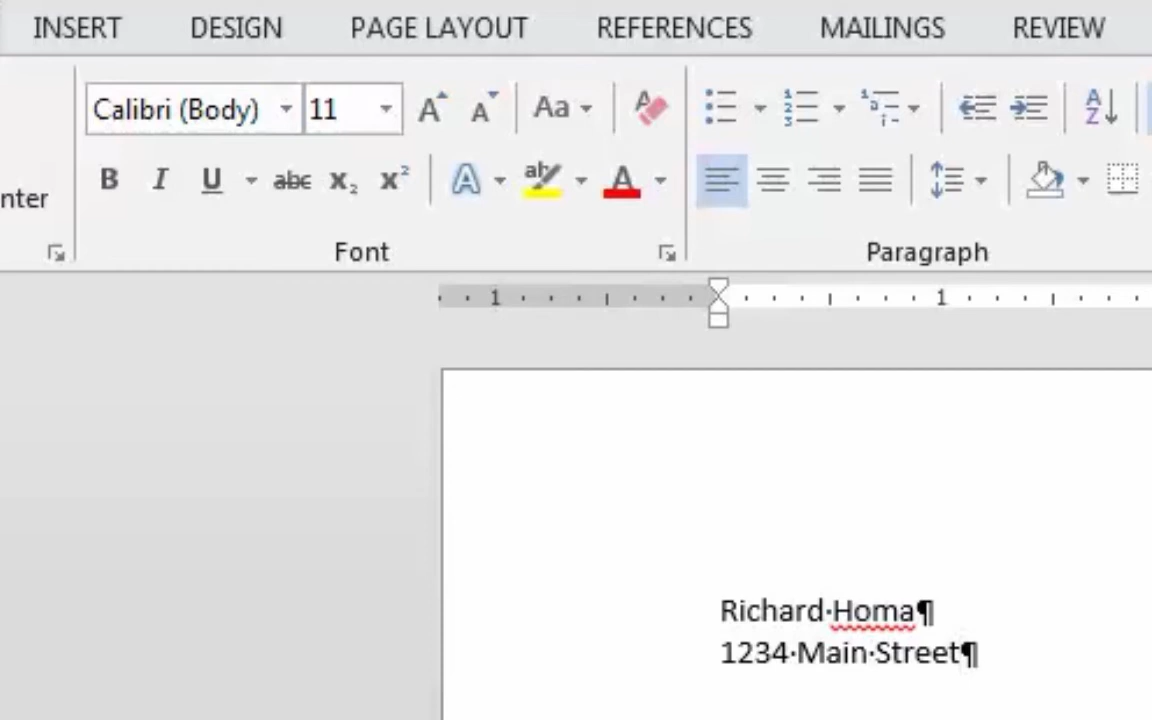 INSERT DESIGN PAGE LAYOUT REFERENCES MAILINGS REVIEW
Calibri (Body) 11 A A Aa A A Z
nter B I U abc X₂ X² A ab A
Font Paragraph
1 1
Richard·Homa¶
1234·Main·Street¶